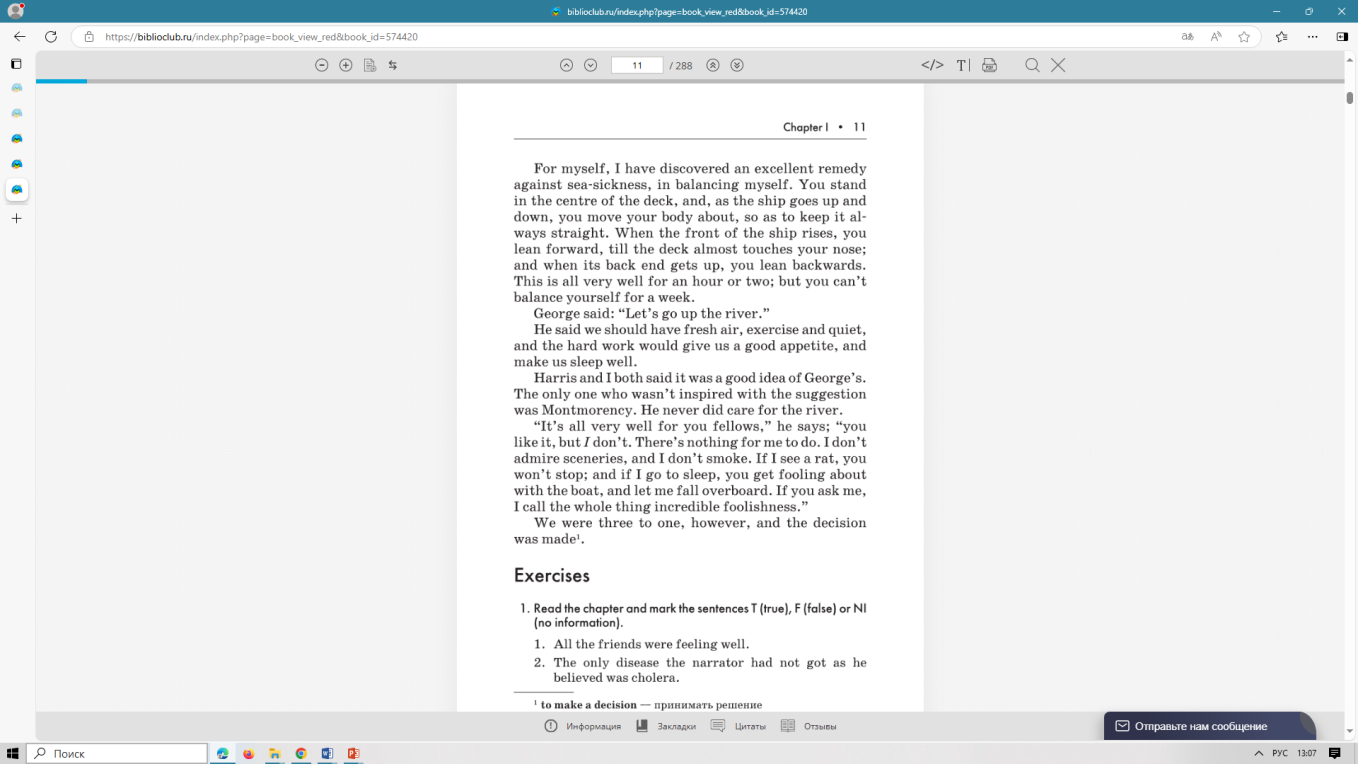 biblioclub.ru/index.php?page=book_view_red&book_id=574420
https://biblioclub.ru/index.php?page=book_view_red&book_id=574420
11 / 288
Chapter I • 11
For myself, I have discovered an excellent remedy
against sea-sickness, in balancing myself. You stand
in the centre of the deck, and, as the ship goes up and
down, you move your body about, so as to keep it al-
ways straight. When the front of the ship rises, you
lean forward, till the deck almost touches your nose;
and when its back end gets up, you lean backwards.
This is all very well for an hour or two; but you can't
balance yourself for a week.
George said: “Let's go up the river.”
He said we should have fresh air, exercise and quiet,
and the hard work would give us a good appetite, and
make us sleep well.
Harris and I both said it was a good idea of George's.
The only one who wasn't inspired with the suggestion
was Montmorency. He never did care for the river.
“It's all very well for you fellows,” he says; “you
like it, but I don't. There's nothing for me to do. I don't
admire sceneries, and I don't smoke. If I see a rat, you
won't stop; and if I go to sleep, you get fooling about
with the boat, and let me fall overboard. If you ask me,
I call the whole thing incredible foolishness.”
We were three to one, however, and the decision
was made¹.
Exercises
1. Read the chapter and mark the sentences T (true), F (false) or NI
(no information).
1. All the friends were feeling well.
2. The only disease the narrator had not got as he
believed was cholera.
¹ to make a decision — принимать решение
Информация Закладки Цитаты Отзывы
Отправьте нам сообщение
Поиск
РУС 13:07